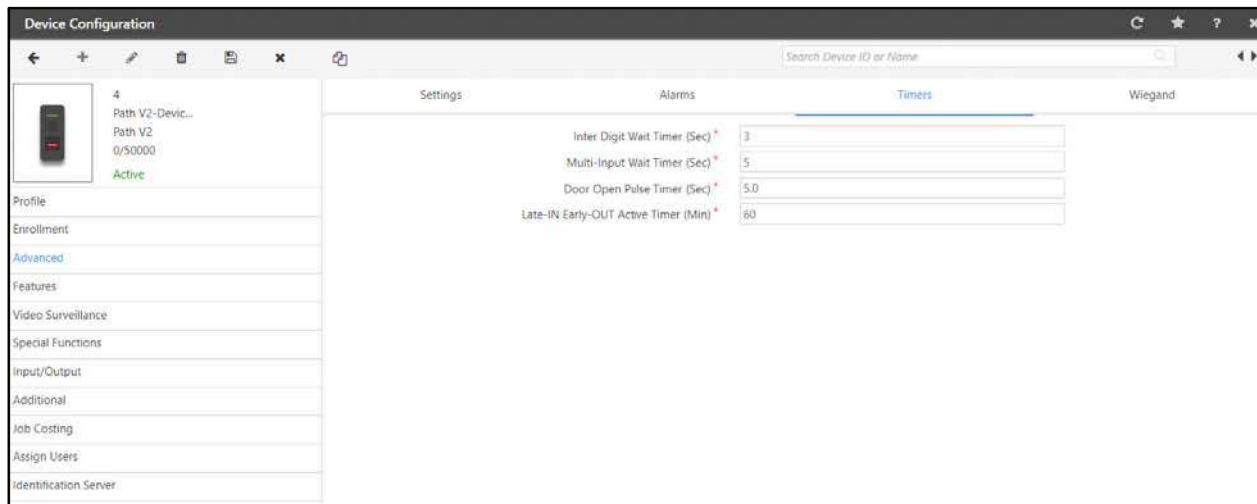 Device Configuration
?
Search Device ID or Name
4
Path V2-Devic...
Path V2
0/50000
Active
Profile
Enrollment
Advanced
Features
Video Surveillance
Special Functions
Input/Output
Additional
Job Costing
Assign Users
Identification Server
Settings Alarms Timers Wiegand
Inter Digit Wait Timer (Sec) * 3
Multi-Input Wait Timer (Sec) * 5
Door Open Pulse Timer (Sec) * 5.0
Late-IN Early-OUT Active Timer (Min) * 60